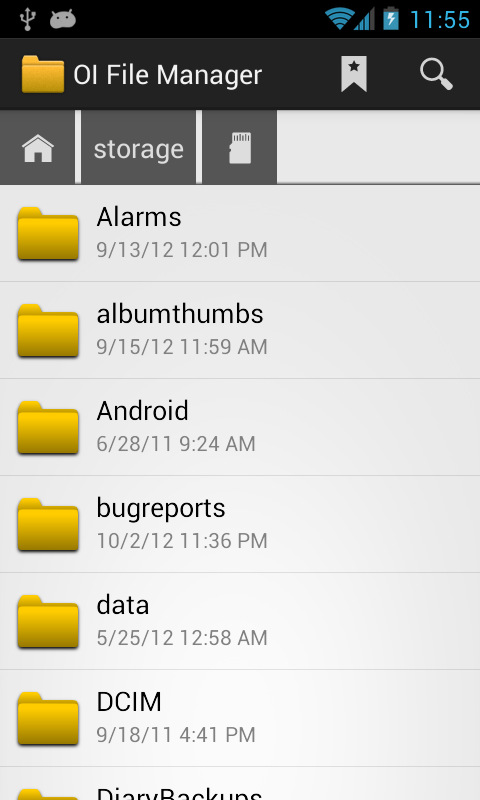 11:55
OI File Manager
storage
Alarms
9/13/12 12:01 PM
albumthumbs
9/15/12 11:59 AM
Android
6/28/11 9:24 AM
bugreports
10/2/12 11:36 PM
data
5/25/12 12:58 AM
DCIM
9/18/11 4:41 PM
DiaryBackups